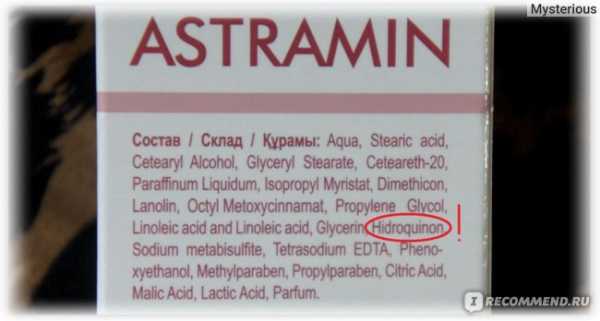 Mysterious
ASTRAMIN
Состав / Склад / Құрамы: Aqua, Stearic acid,
Cetearyl Alcohol, Glyceryl Stearate, Ceteareth-20,
Paraffinum Liquidum, Isopropyl Myristat, Dimethicon,
Lanolin, Octyl Metoxycinnamat, Propylene Glycol,
Linoleic acid and Linoleic acid, Glycerin, Hidroquinon,
Sodium metabisulfite, Tetrasodium EDTA, Pheno-
xyethanol, Methylparaben, Propylparaben, Citric Acid,
Malic Acid, Lactic Acid, Parfum.
!
IRECOMMEND.RU